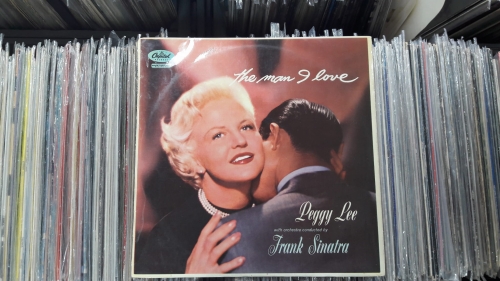 Capitol
the man I love
Peggy Lee
with orchestra conducted by
Frank Sinatra